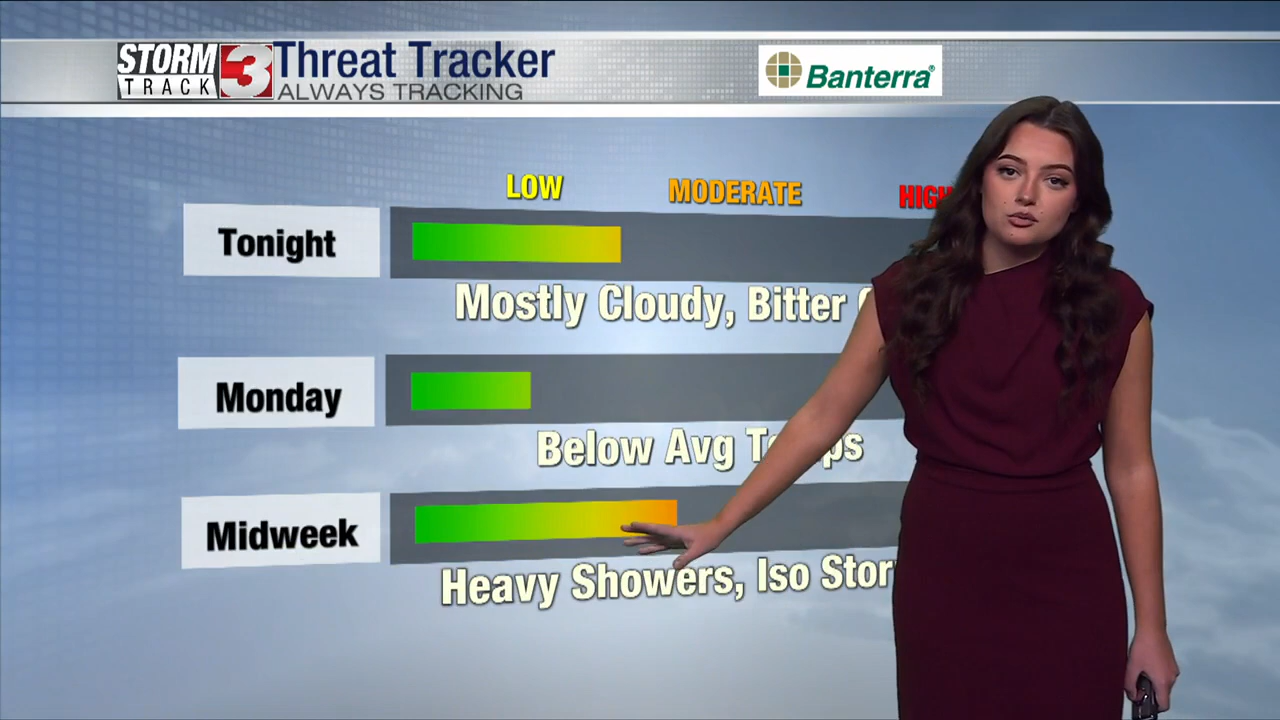 STORM
TRACK
3
Threat Tracker
ALWAYS TRACKING
Banterra®
LOW MODERATE
Tonight
Mostly Cloudy, Bitter
Monday
Below Avg
Midweek
Heavy Showers, Iso